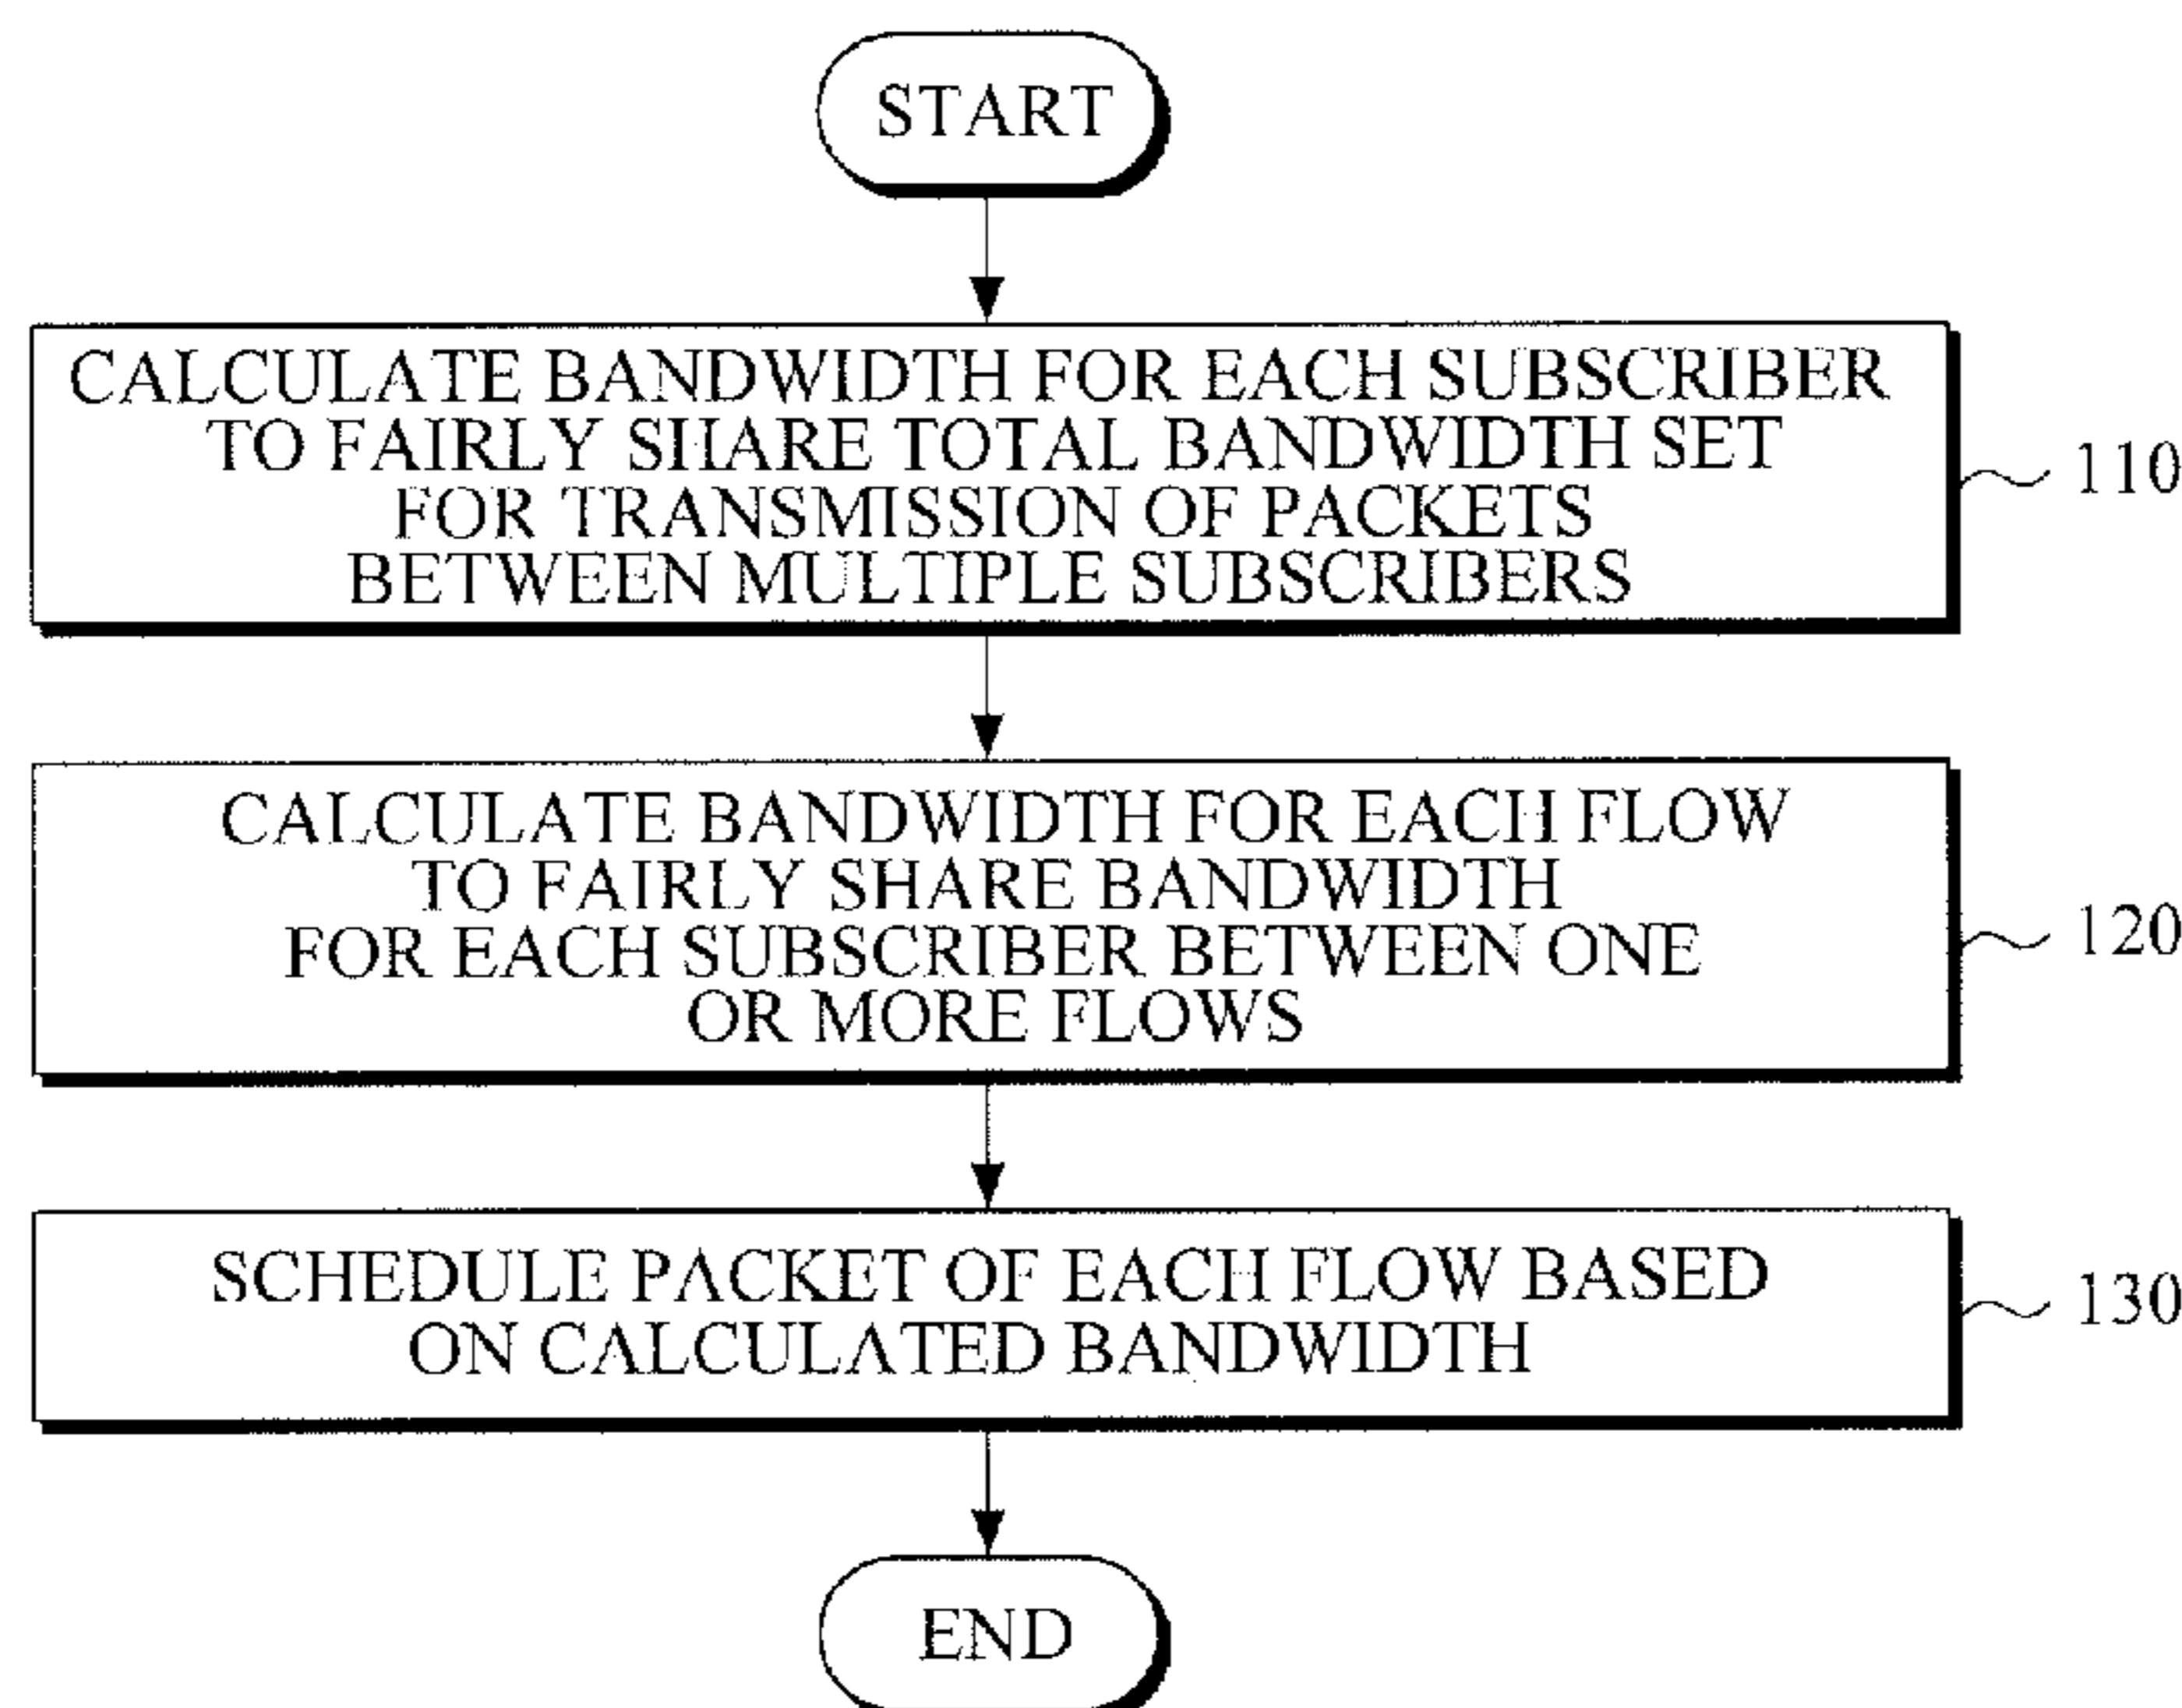 START
CALCULATE BANDWIDTH FOR EACH SUBSCRIBER
TO FAIRLY SHARE TOTAL BANDWIDTH SET
FOR TRANSMISSION OF PACKETS
BETWEEN MULTIPLE SUBSCRIBERS
110
CALCULATE BANDWIDTH FOR EACH FLOW
TO FAIRLY SHARE BANDWIDTH
FOR EACH SUBSCRIBER BETWEEN ONE
OR MORE FLOWS
120
SCHEDULE PACKET OF EACH FLOW BASED
ON CALCULATED BANDWIDTH
130
END